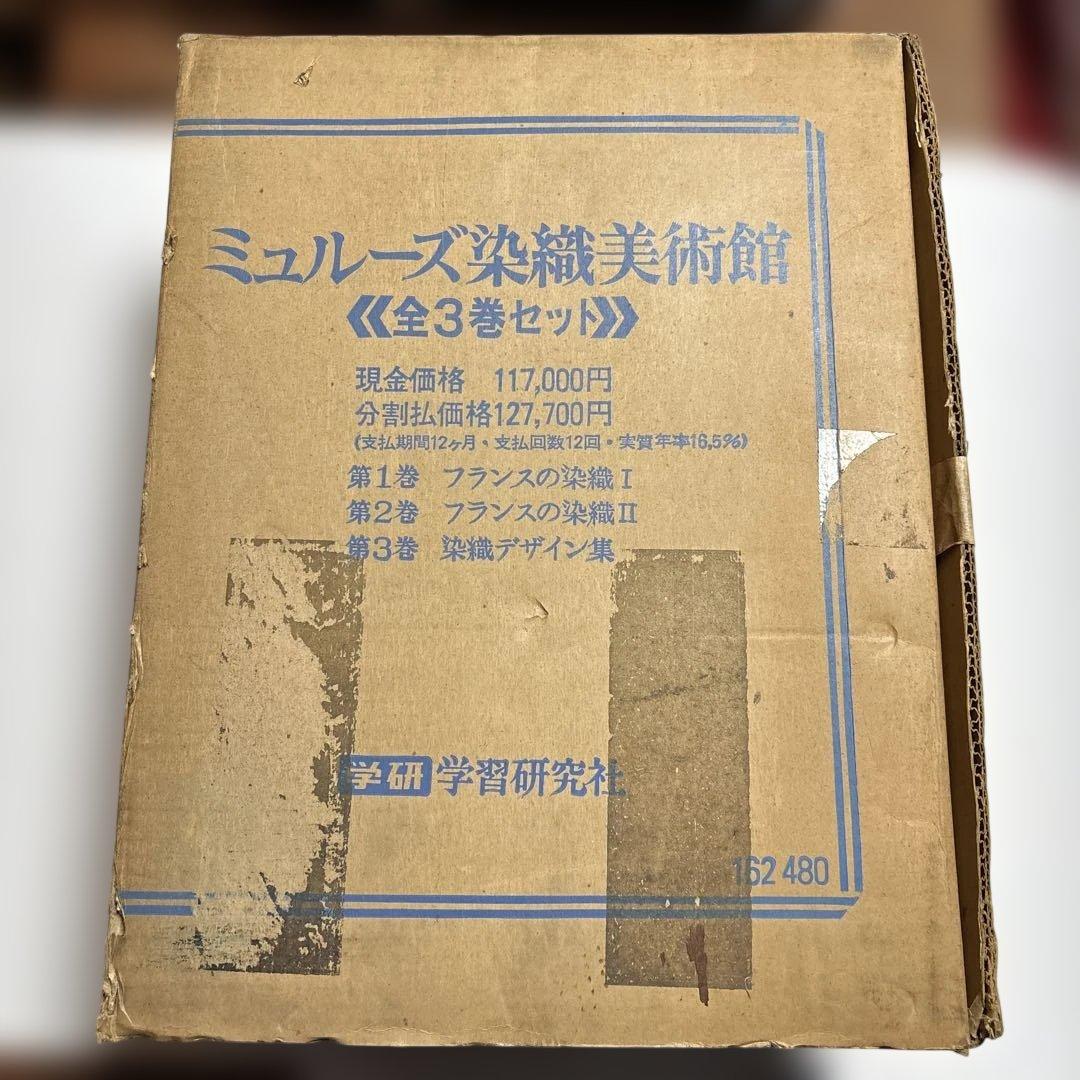 ミュルーズ染織美術館
《全3巻セット》
現金価格 117,000円
分割払価格127,700円
(支払期間12ヶ月・支払回数12回・実質年率16,5%)
第1巻 フランスの染織Ⅰ
第2巻 フランスの染織Ⅱ
第3巻 染織デザイン集
学研 学習研究社
162 480